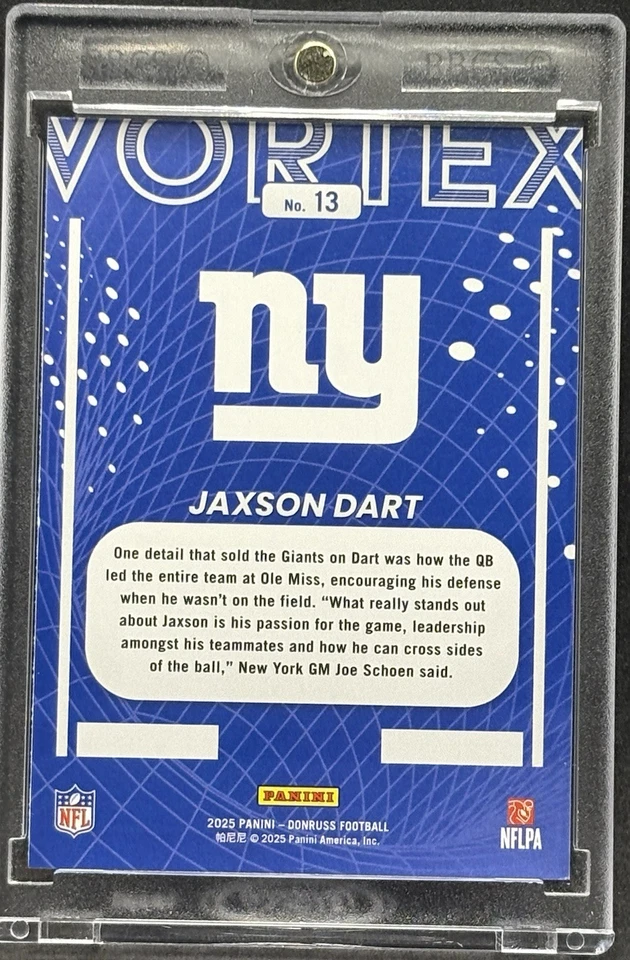 VORTEX
No. 13
ny
JAXSON DART
One detail that sold the Giants on Dart was how the QB
led the entire team at Ole Miss, encouraging his defense
when he wasn't on the field. “What really stands out
about Jaxson is his passion for the game, leadership
amongst his teammates and how he can cross sides
of the ball,” New York GM Joe Schoen said.
PANINI
NFL
2025 PANINI – DONRUSS FOOTBALL
NFLPA
帕尼尼 © 2025 Panini America, Inc.